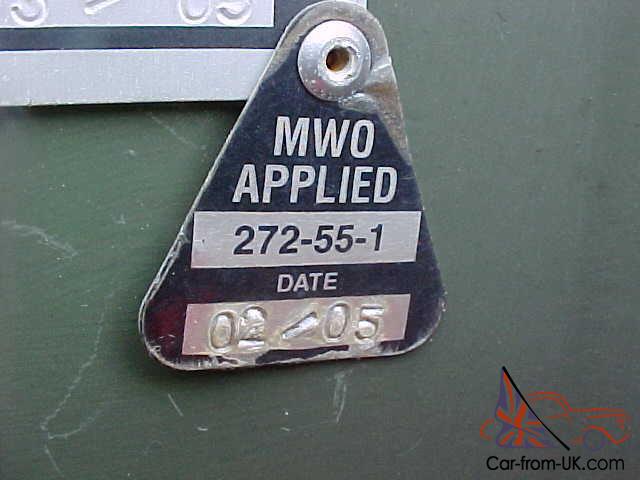 MWO
APPLIED
272-55-1
DATE
02/05
Car-from-UK.com